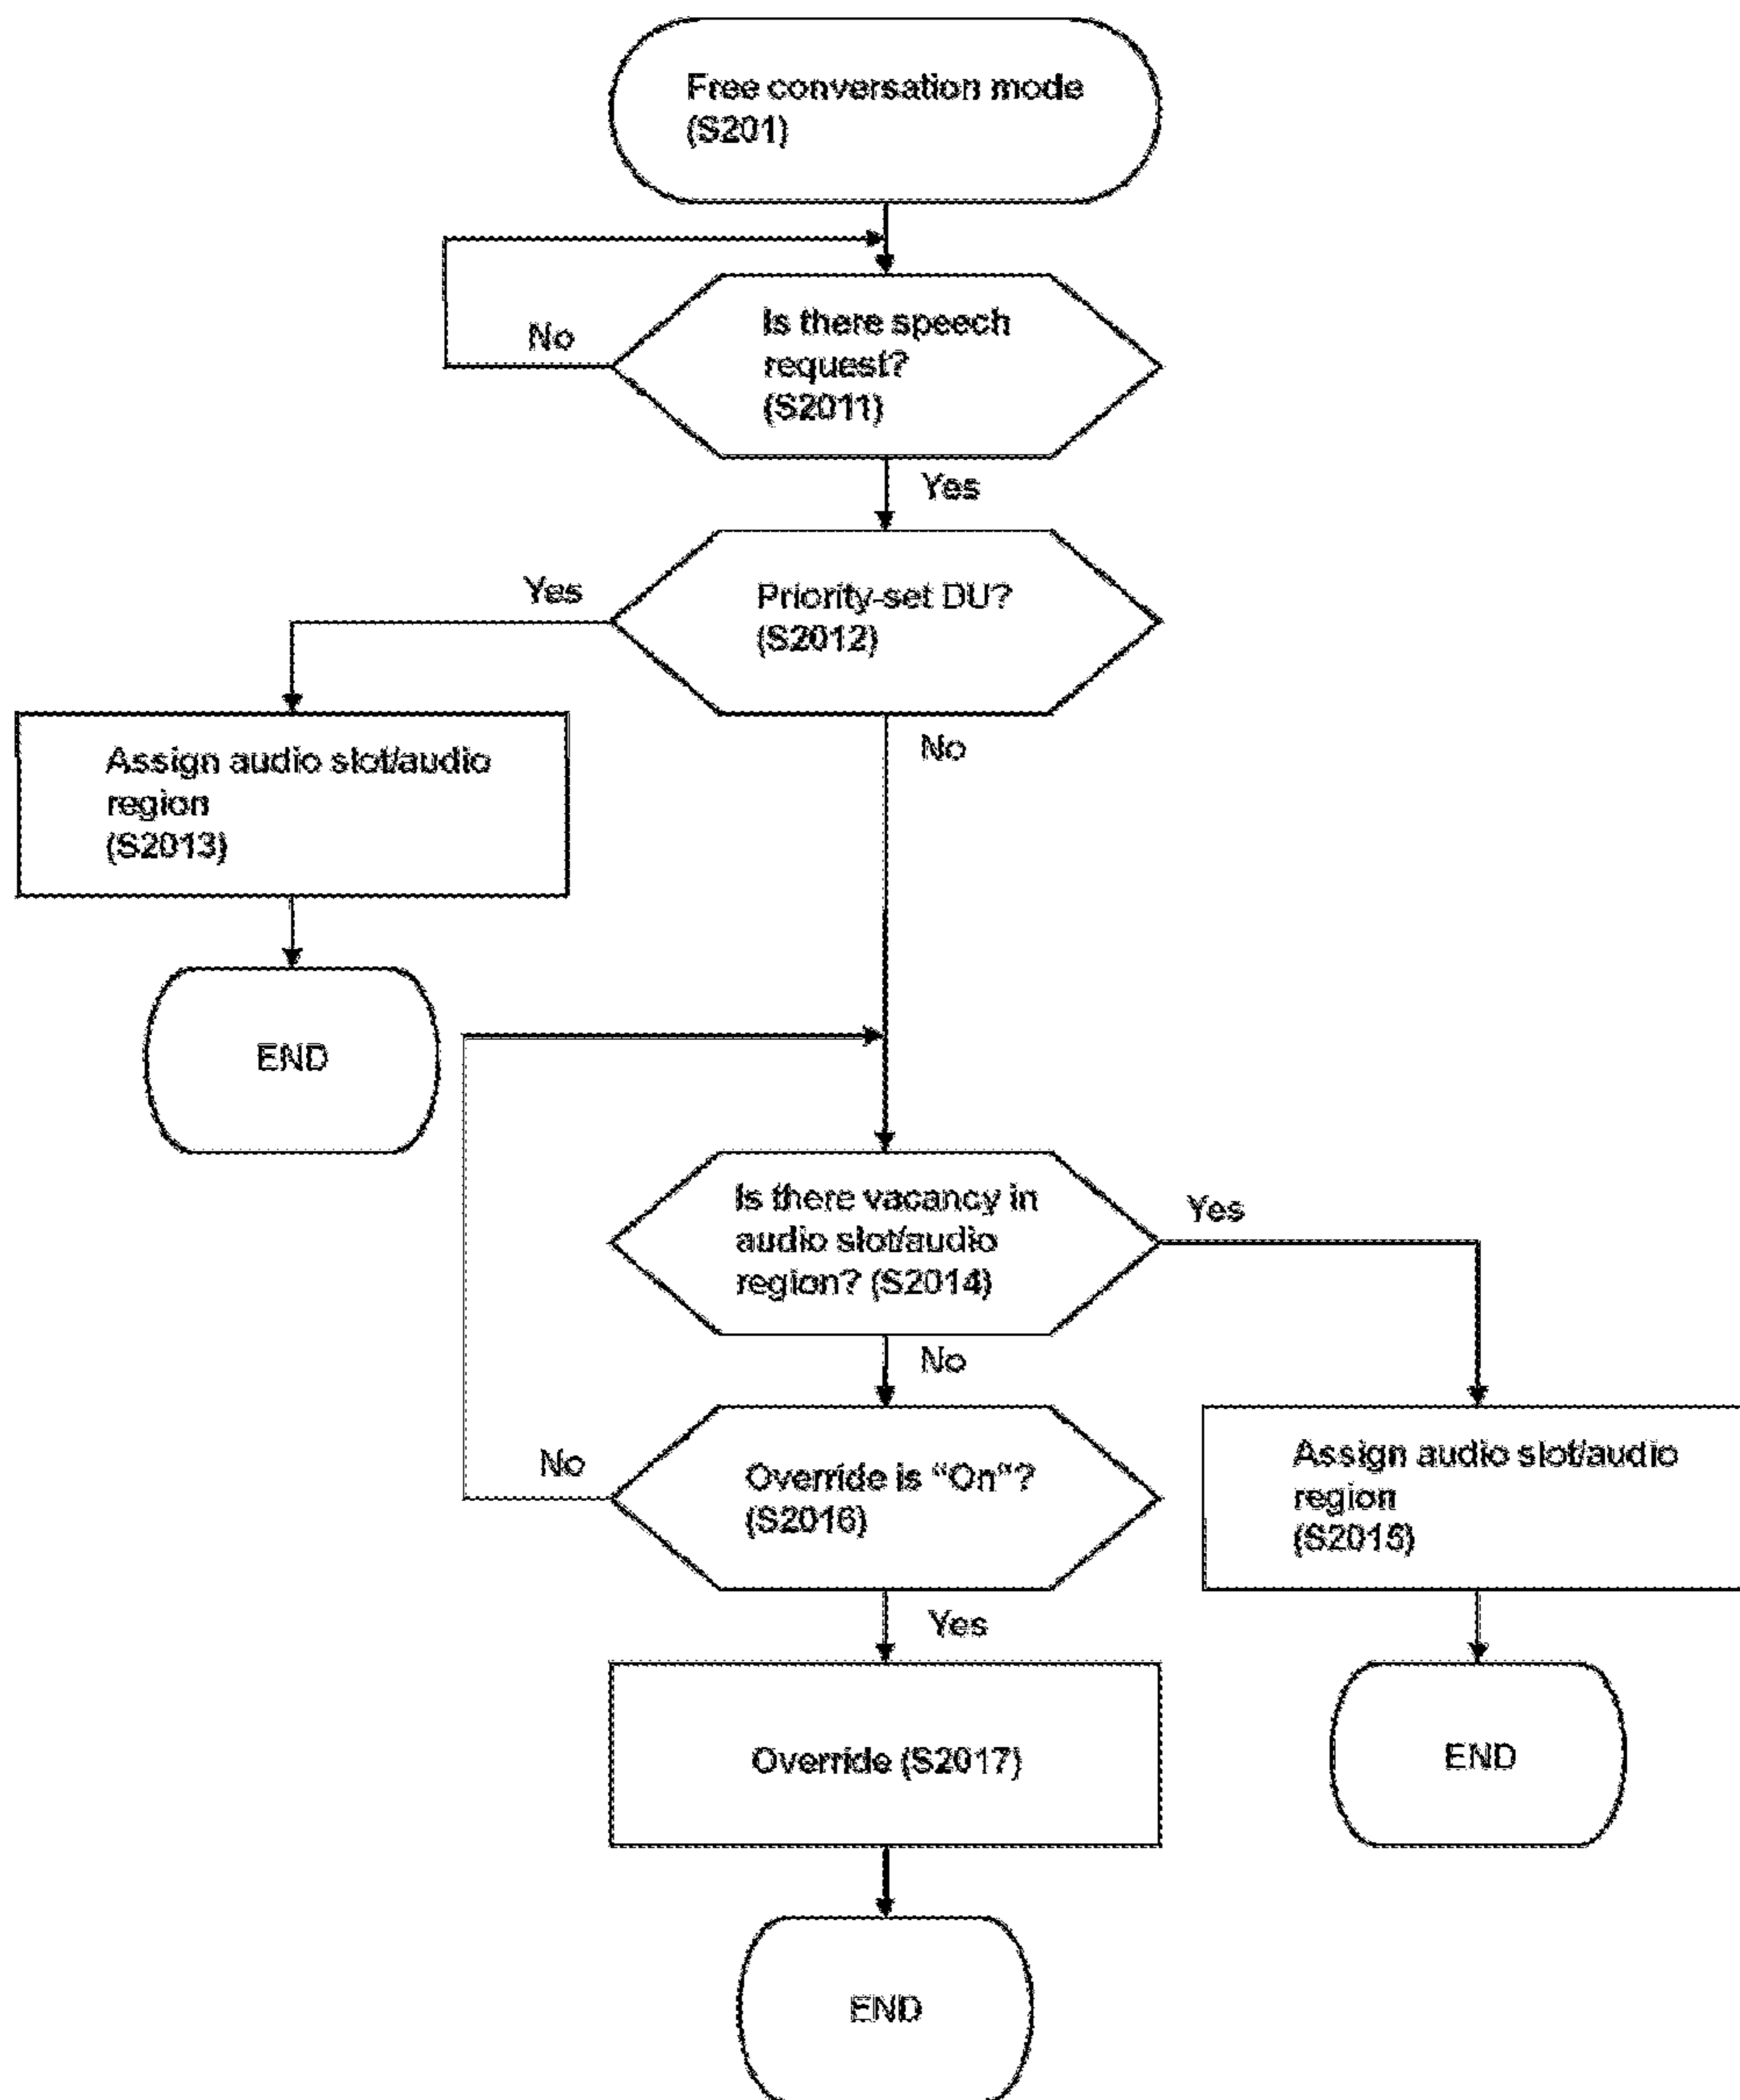 Free conversation mode
(S201)
No
Is there speech
request?
(S2011)
Yes
Yes
Priority-set DU?
(S2012)
No
Assign audio slot/audio
region
(S2013)
END
Is there vacancy in
audio slot/audio
region? (S2014)
Yes
No
No
Override is “On”?
(S2016)
Assign audio slot/audio
region
(S2015)
Yes
Override (S2017)
END
END